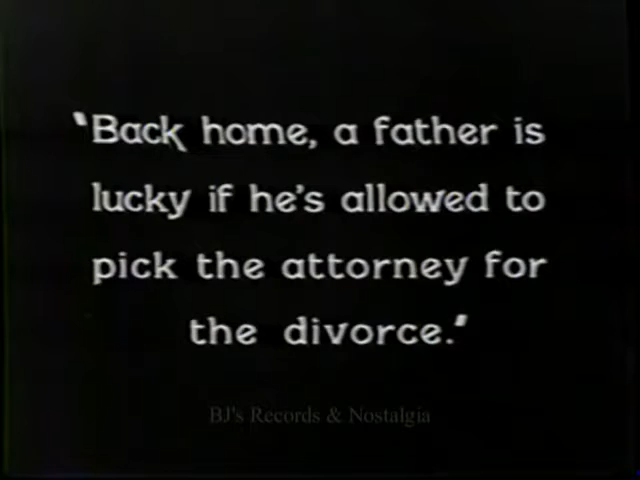 "Back home, a father is
lucky if he's allowed to
pick the attorney for
the divorce."
BJ's Records & Nostalgia